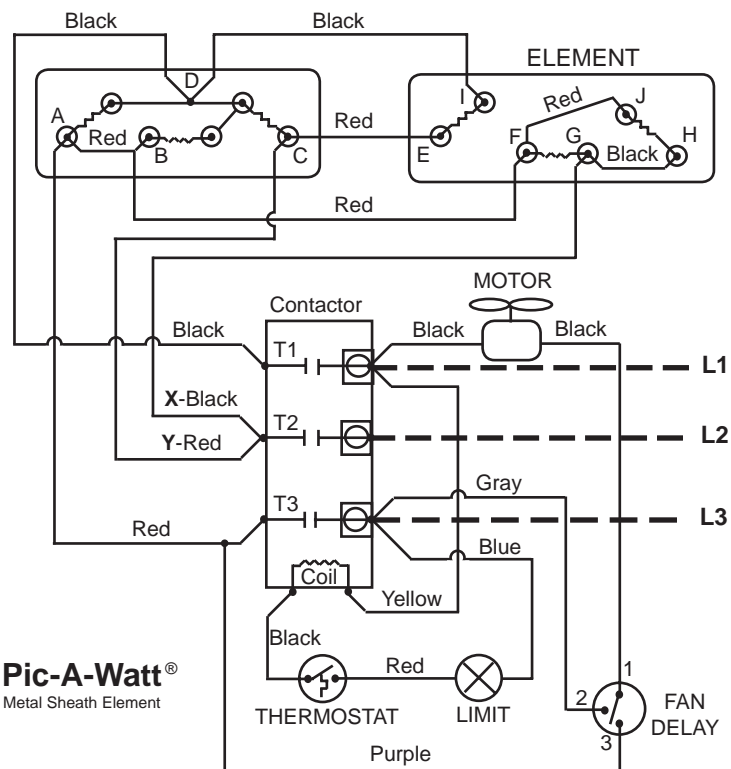 Black
Black
ELEMENT
D
I
J
Red
A
Red
Red
F
G
H
B
C
E
Black
Red
MOTOR
Contactor
Black
T1
Black
Black
L1
X-Black
T2
L2
Y-Red
Gray
T3
L3
Red
Blue
Coil
Yellow
Black
Pic-A-Watt®
Red
1
Metal Sheath Element
2
FAN
THERMOSTAT
LIMIT
DELAY
3
Purple